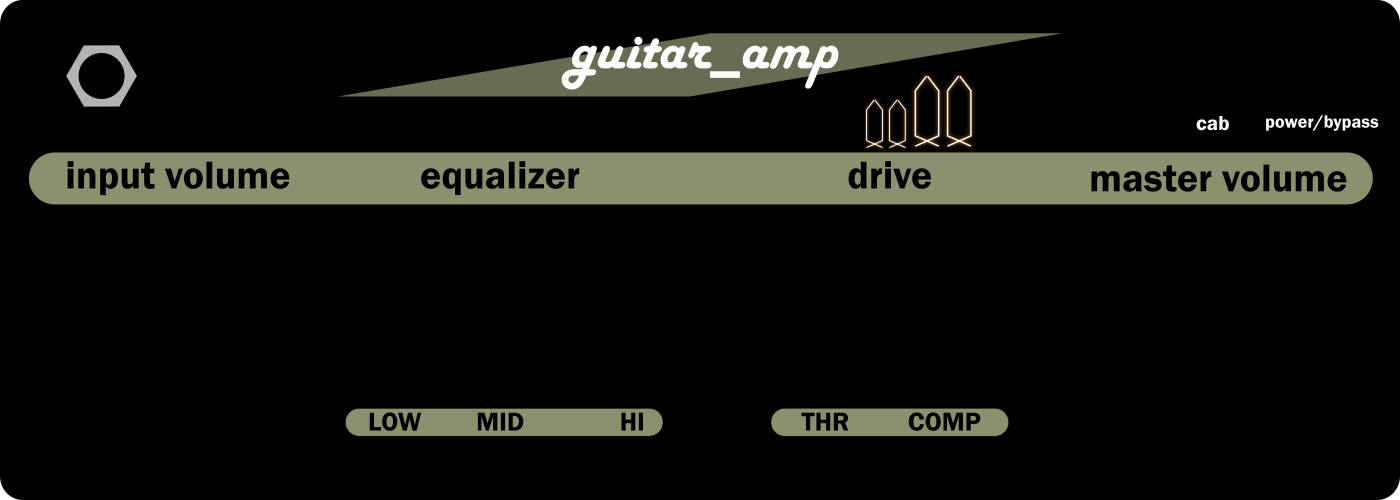 guitar_amp
cab power/bypass
input volume equalizer drive master volume
LOW MID HI THR COMP